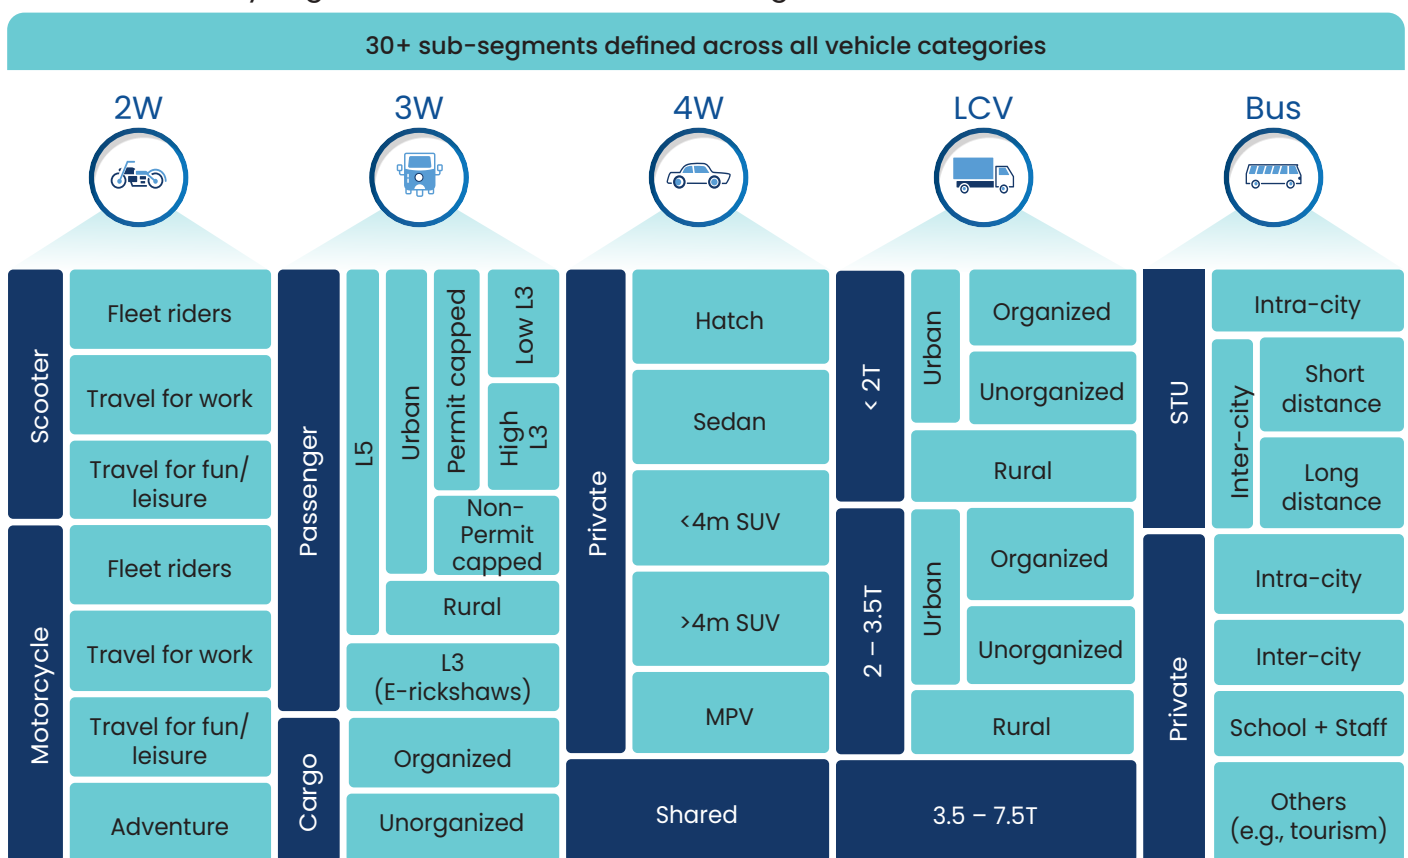 30+ sub-segments defined across all vehicle categories
2W
3W
4W
LCV
Bus
Scooter
Fleet riders
Travel for work
Travel for fun/
leisure
Motorcycle
Fleet riders
Travel for work
Travel for fun/
leisure
Adventure
Passenger
L5
Urban
Permit capped
Low L3
High
L3
Non-
Permit
capped
Rural
L3
(E-rickshaws)
Cargo
Organized
Unorganized
Private
Hatch
Sedan
<4m SUV
>4m SUV
MPV
Shared
< 2T
Urban
Organized
Unorganized
Rural
2 – 3.5T
Urban
Organized
Unorganized
Rural
3.5 – 7.5T
STU
Intra-city
Inter-city
Short
distance
Long
distance
Private
Intra-city
Inter-city
School + Staff
Others
(e.g., tourism)